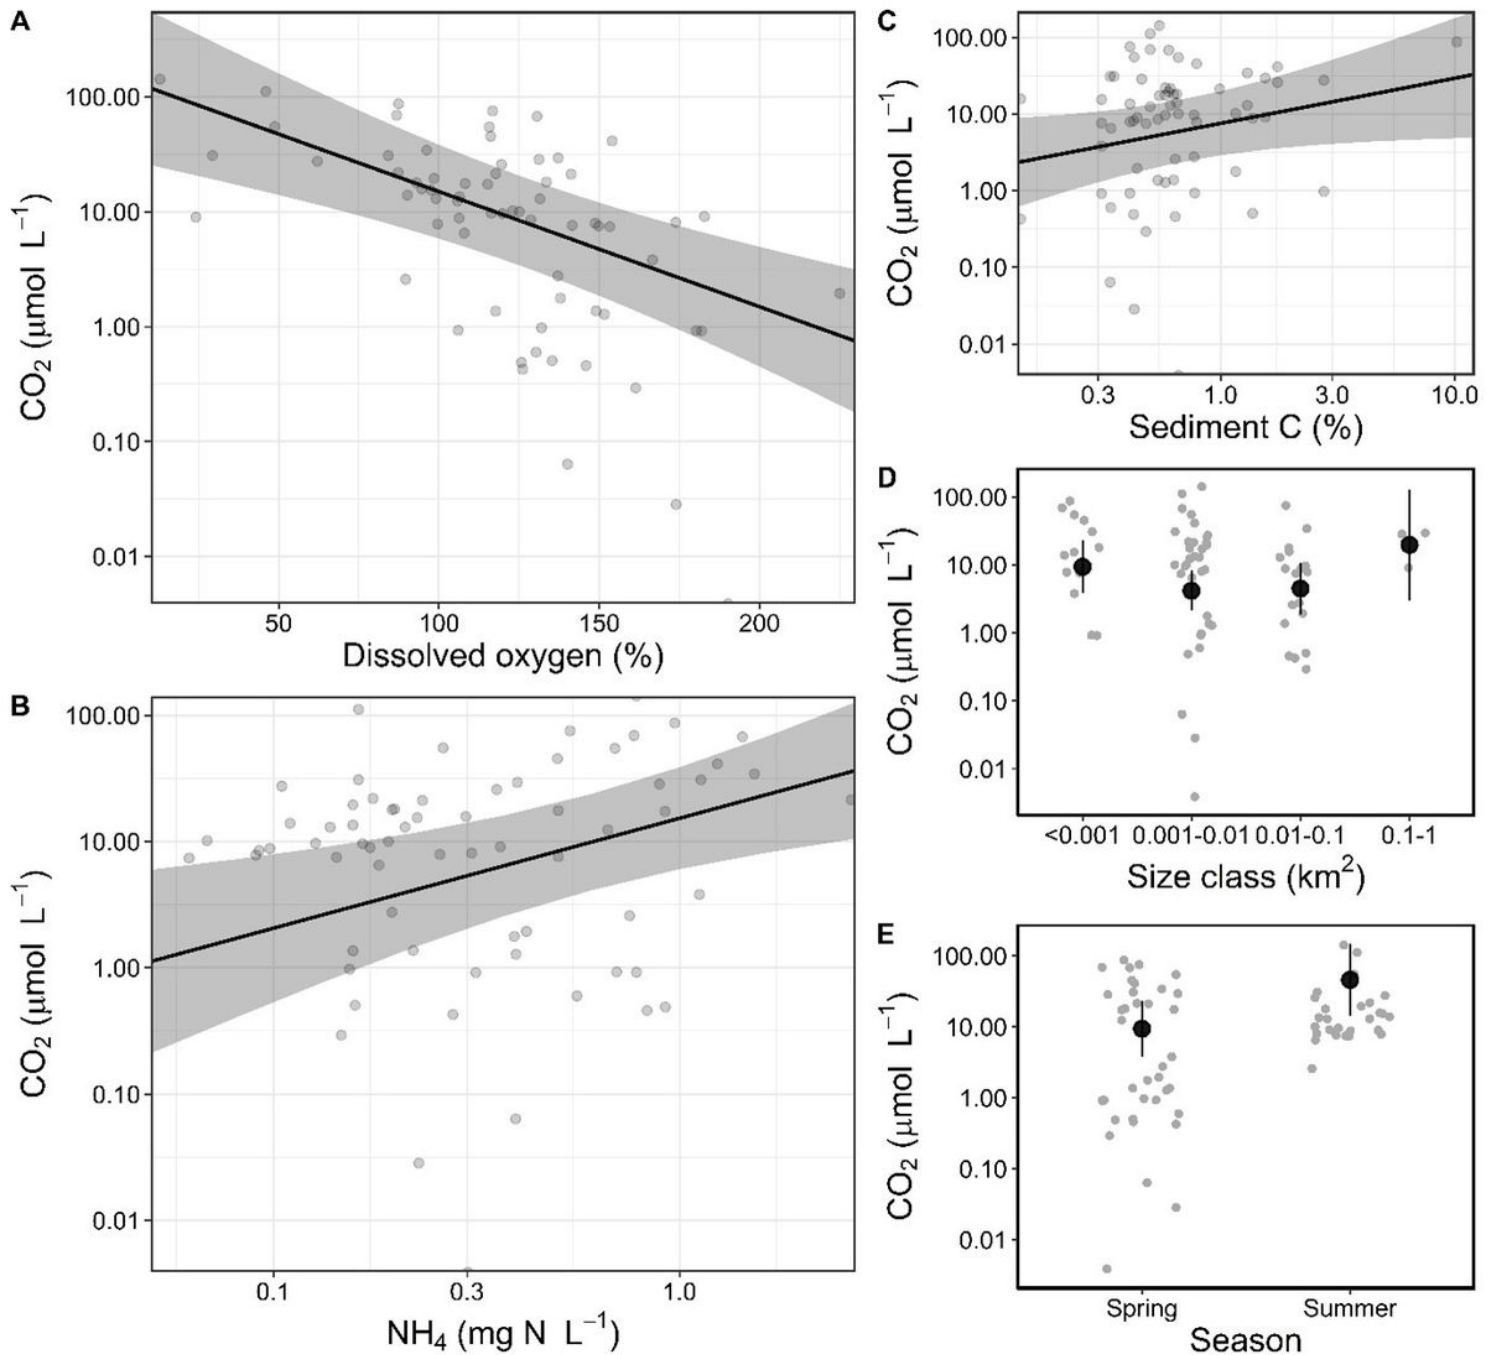 A
CO₂ (μmol L⁻¹)
100.00
10.00
1.00
0.10
0.01
50 100 150 200
Dissolved oxygen (%)
B
CO₂ (μmol L⁻¹)
100.00
10.00
1.00
0.10
0.01
0.1 0.3 1.0
NH₄ (mg N L⁻¹)
C
CO₂ (μmol L⁻¹)
100.00
10.00
1.00
0.10
0.01
0.3 1.0 3.0 10.0
Sediment C (%)
D
CO₂ (μmol L⁻¹)
100.00
10.00
1.00
0.10
0.01
<0.001 0.001-0.01 0.01-0.1 0.1-1
Size class (km²)
E
CO₂ (μmol L⁻¹)
100.00
10.00
1.00
0.10
0.01
Spring Summer
Season